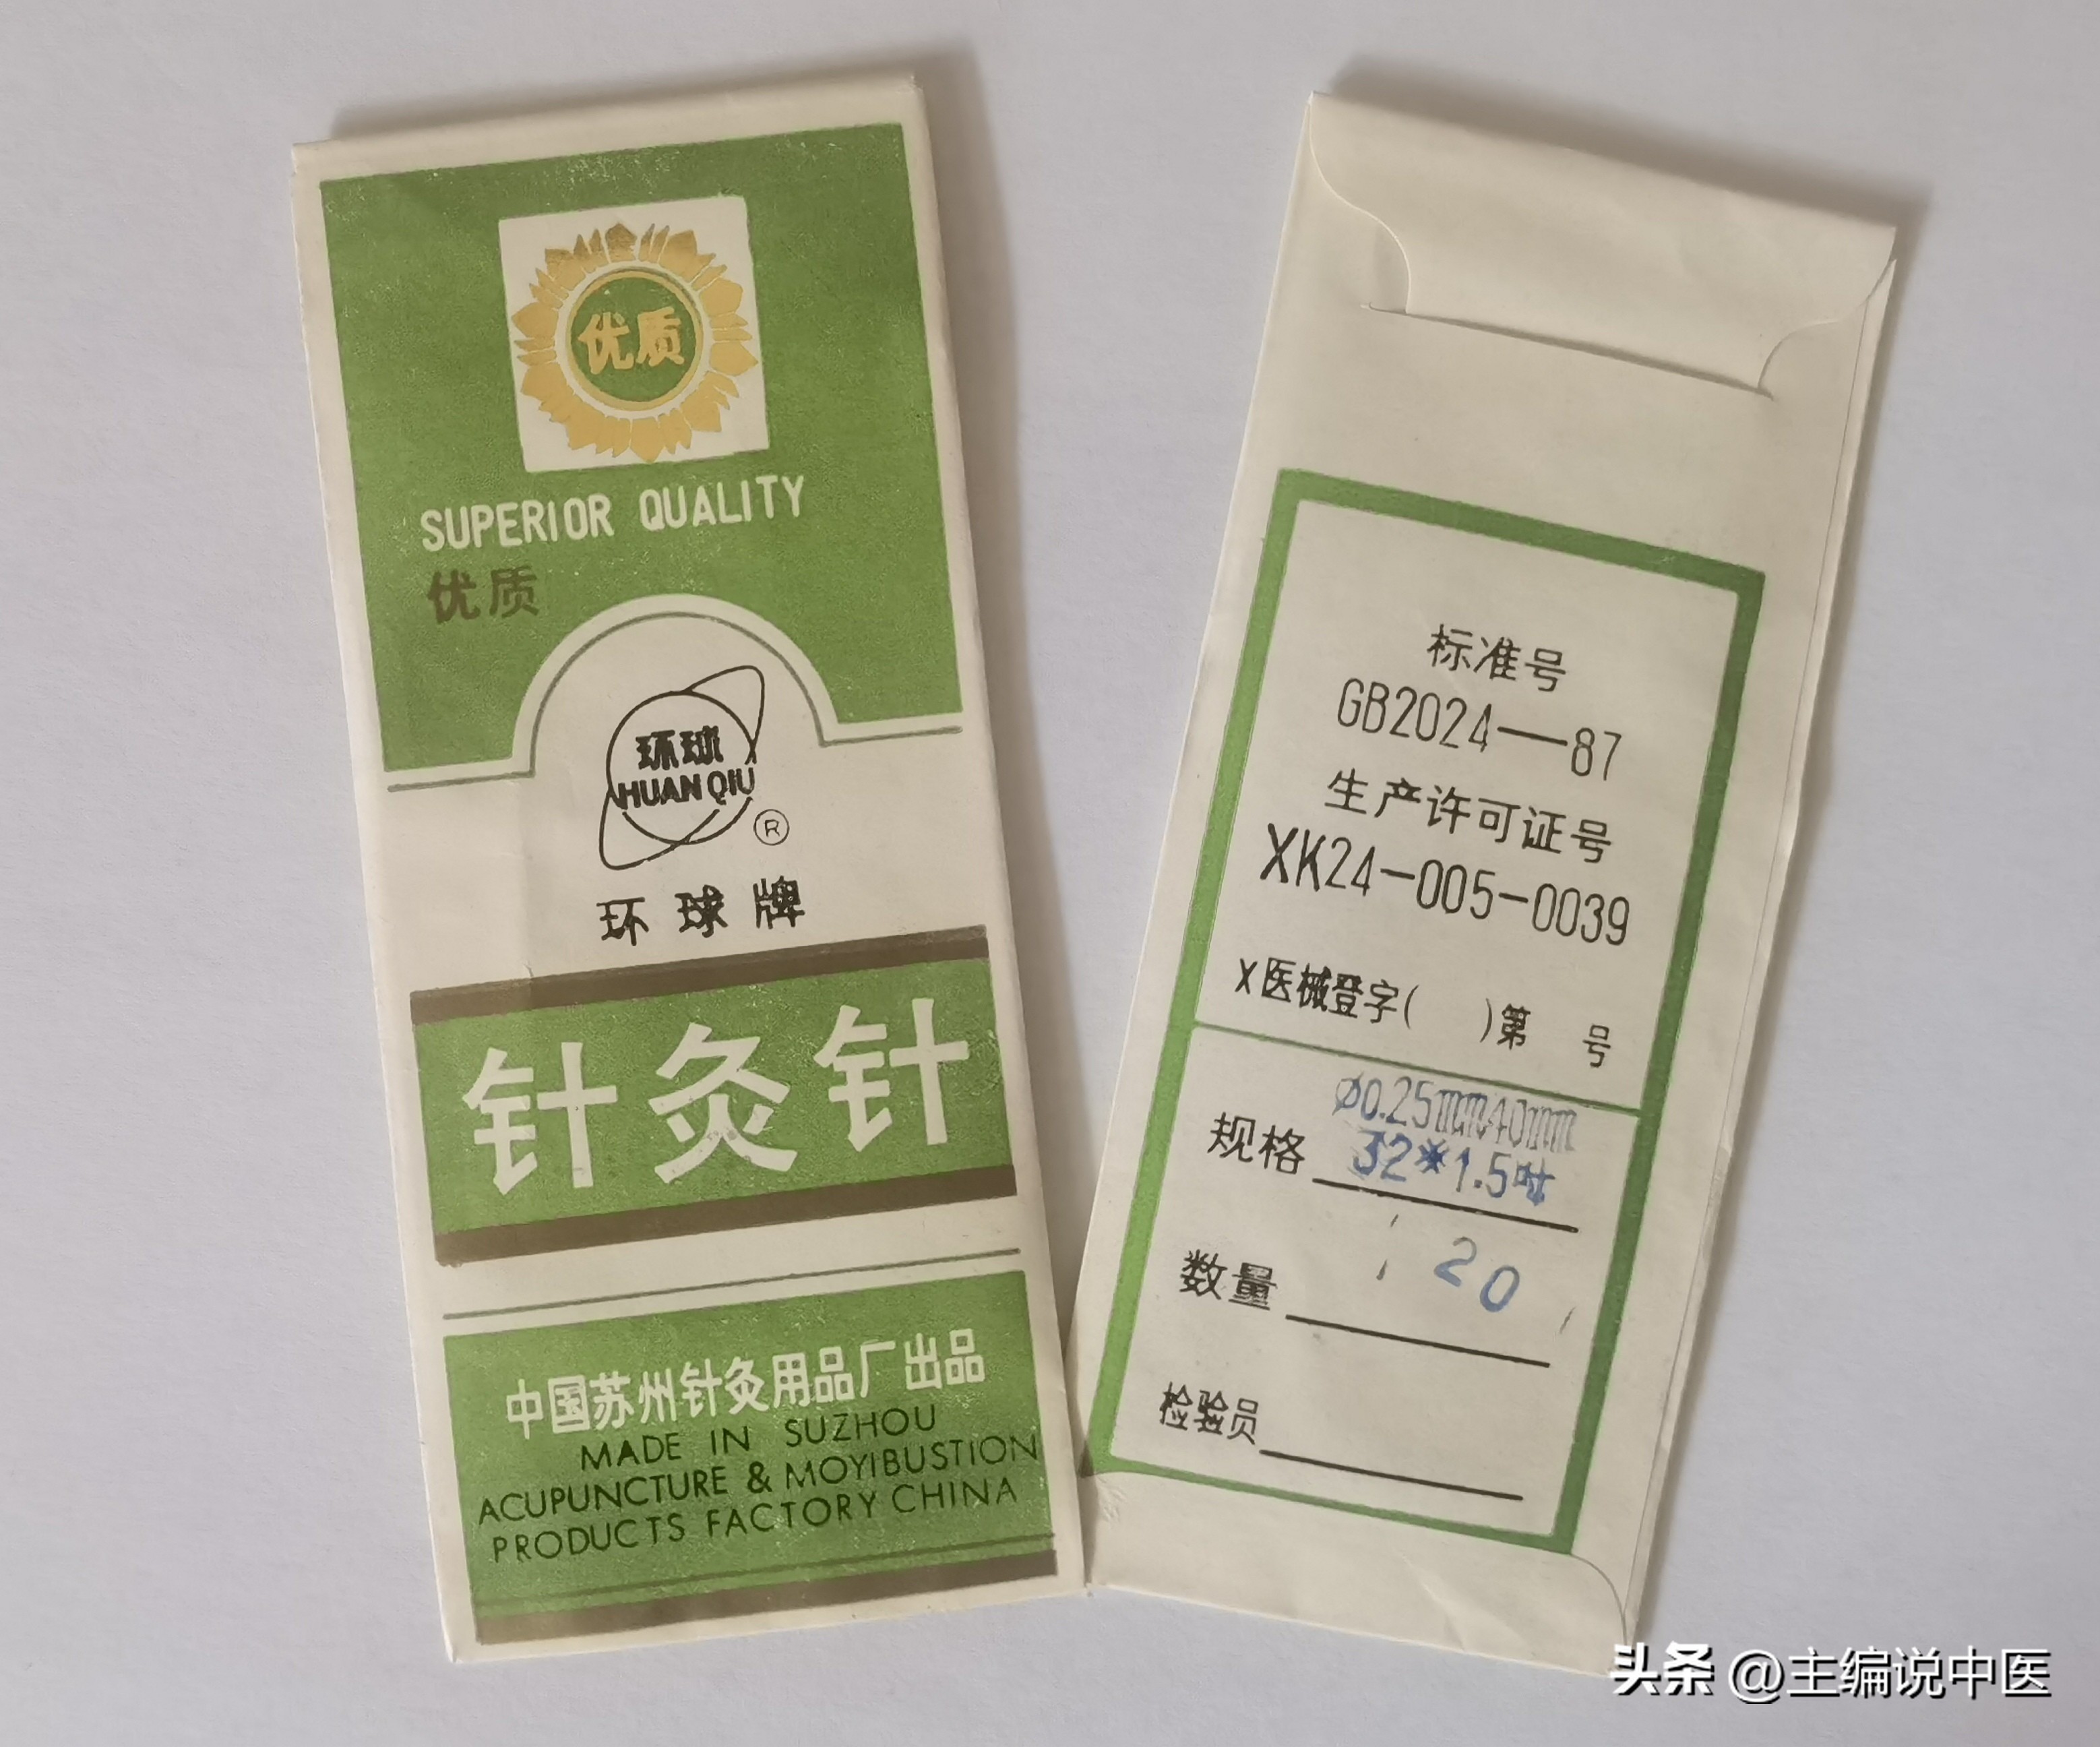 优质
SUPERIOR QUALITY
优质
环球
HUAN QIU
®
环球牌
针灸针
中国苏州针灸用品厂出品
MADE IN SUZHOU
ACUPUNCTURE & MOYIBUSTION
PRODUCTS FACTORY CHINA
标准号
GB2024—87
生产许可证号
XK24-005-0039
X医械登字( )第 号
Ø0.25mm40mm
规格 32*1.5吋
数量 20
检验员
头条 @主编说中医